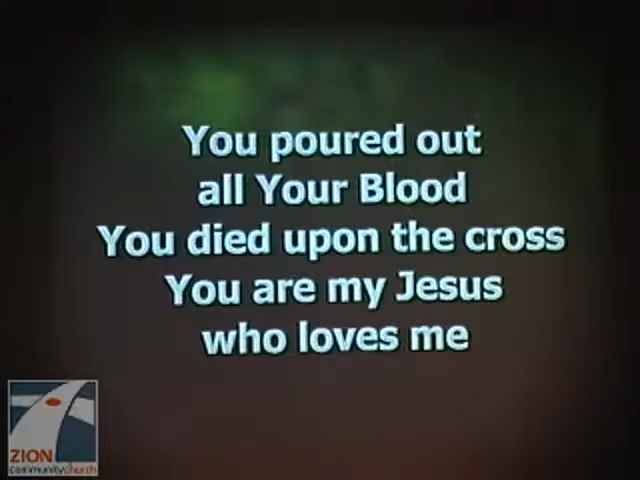 You poured out
all Your Blood
You died upon the cross
You are my Jesus
who loves me
ZION
communitychurch